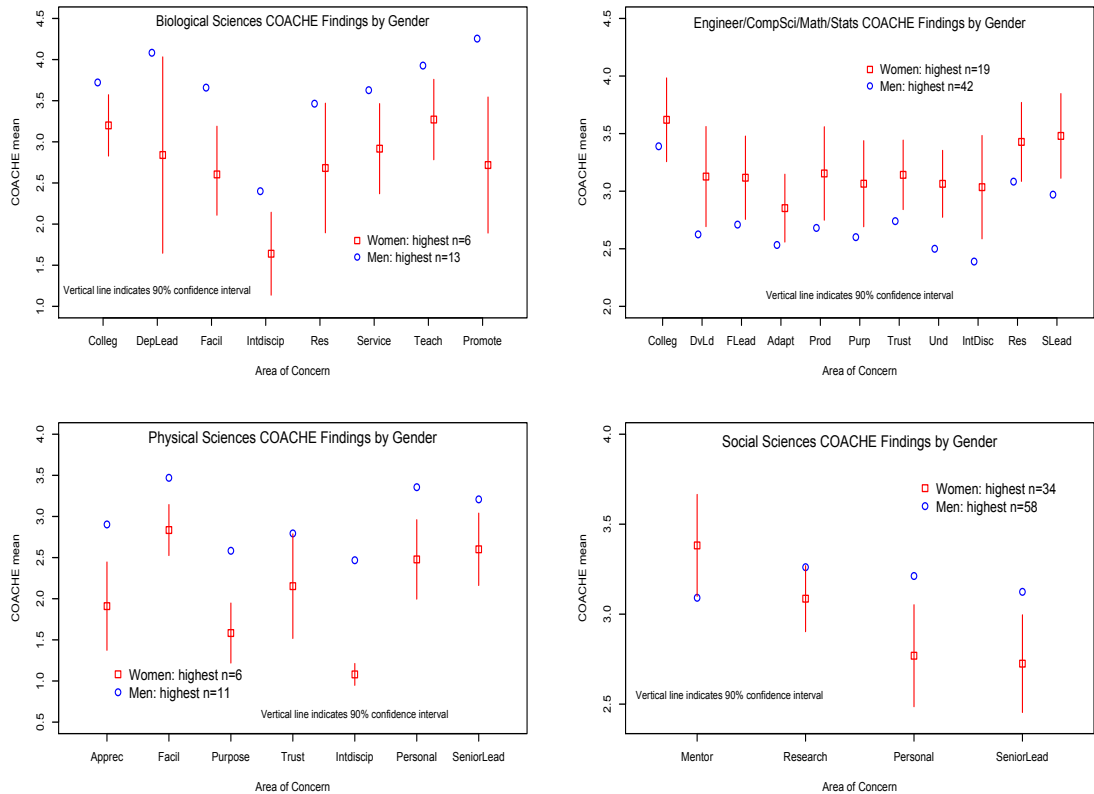 Biological Sciences COACHE Findings by Gender
COACHE mean
4.5
4.0
3.5
3.0
2.5
2.0
1.5
1.0
Women: highest n=6
Men: highest n=13
Vertical line indicates 90% confidence interval
Colleg DepLead Facil Intdiscip Res Service Teach Promote
Area of Concern
Engineer/CompSci/Math/Stats COACHE Findings by Gender
COACHE mean
4.5
4.0
3.5
3.0
2.5
2.0
Women: highest n=19
Men: highest n=42
Vertical line indicates 90% confidence interval
Colleg DvLd FLead Adapt Prod Purp Trust Und IntDisc Res SLead
Area of Concern
Physical Sciences COACHE Findings by Gender
COACHE mean
4.0
3.5
3.0
2.5
2.0
1.5
1.0
0.5
Women: highest n=6
Men: highest n=11
Vertical line indicates 90% confidence interval
Apprec Facil Purpose Trust Intdiscip Personal SeniorLead
Area of Concern
Social Sciences COACHE Findings by Gender
COACHE mean
4.0
3.5
3.0
2.5
Women: highest n=34
Men: highest n=58
Vertical line indicates 90% confidence interval
Mentor Research Personal SeniorLead
Area of Concern